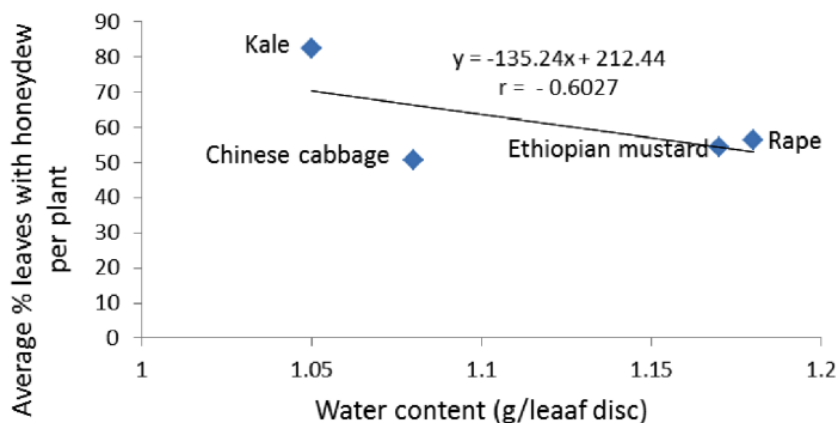 90
80
70
60
50
40
30
20
10
0
Average % leaves with honeydew
per plant
Kale
y = -135.24x + 212.44
r = - 0.6027
Chinese cabbage
Ethiopian mustard
Rape
1
1.05
1.1
1.15
1.2
Water content (g/leaaf disc)